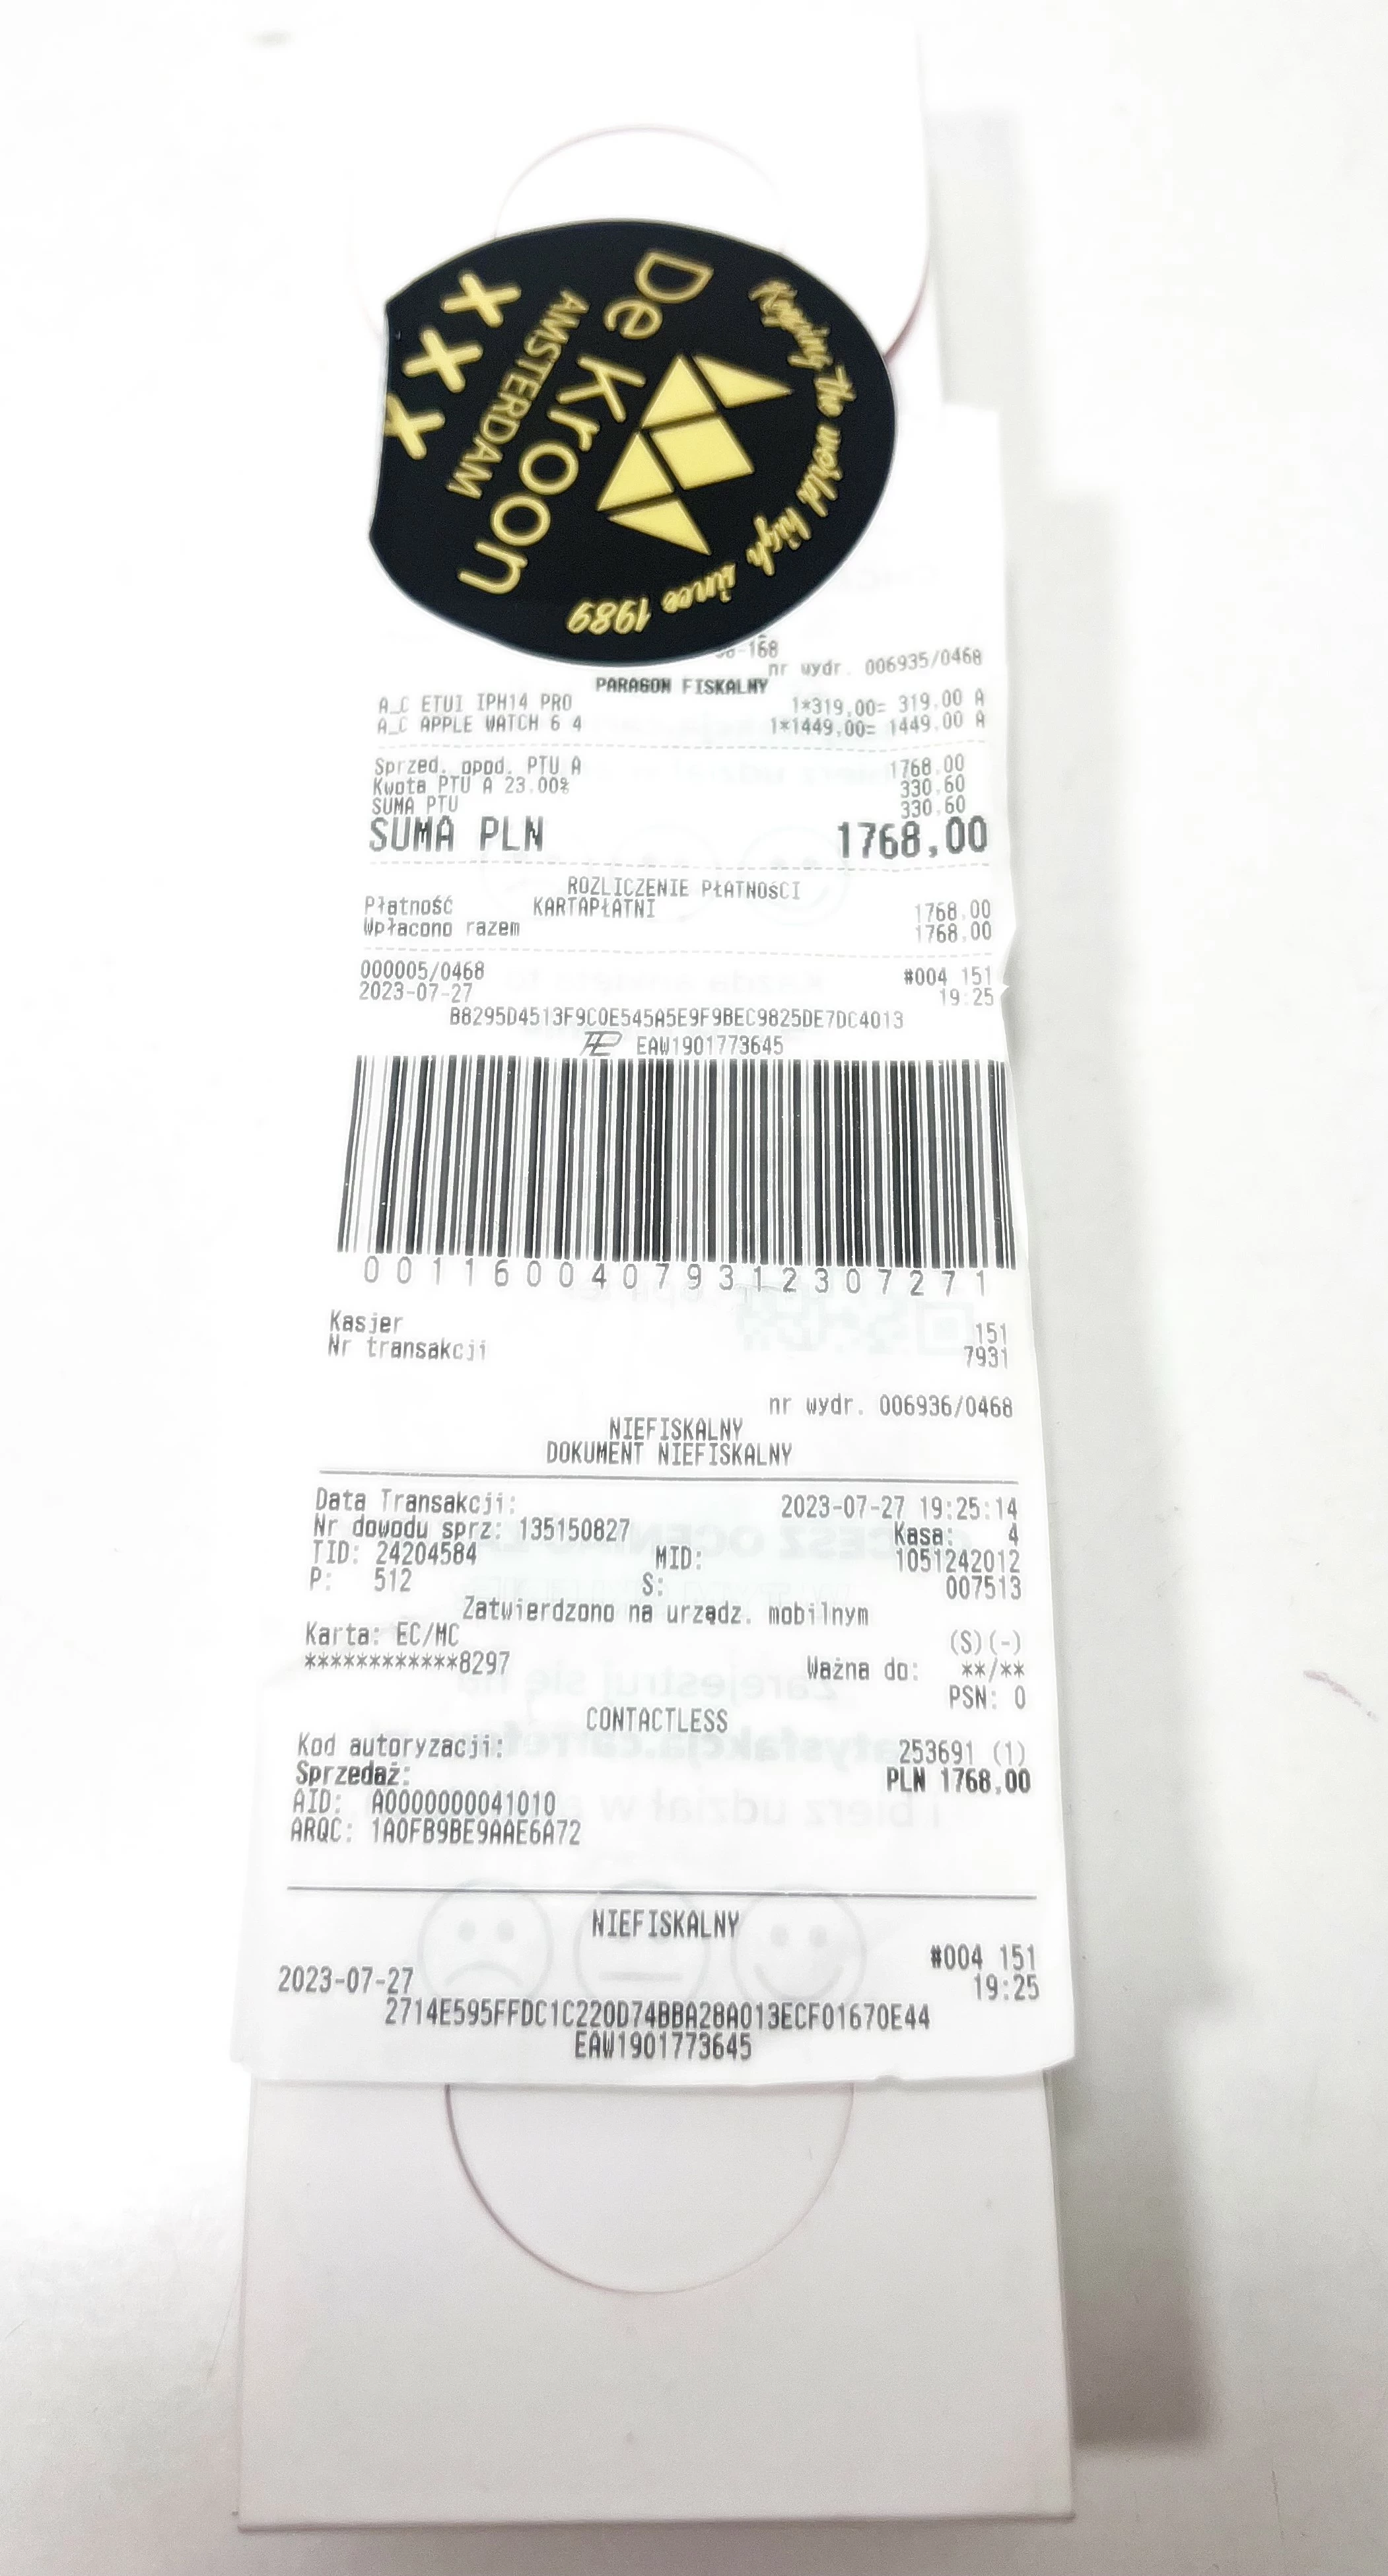 Keeping the world high since 1989
De Kroon
AMSTERDAM
XXX
-168
nr wydr. 006935/0468
PARAGON FISKALNY
A_C ETUI IPH14 PRO 1*319,00= 319,00 A
A_C APPLE WATCH 6 4 1*1449,00= 1449,00 A
Sprzed. opod. PTU A 1768,00
Kwota PTU A 23,00% 330,60
SUMA PTU 330,60
SUMA PLN 1768,00
ROZLICZENIE PŁATNOŚCI
Płatność KARTAPŁATNI 1768,00
Wpłacono razem 1768,00
000005/0468 #004 151
2023-07-27 19:25
B8295D4513F9C0E545A5E9F9BEC9825DE7DC4013
EAW1901773645
00116004079312307271
Kasjer 151
Nr transakcji 7931
nr wydr. 006936/0468
NIEFISKALNY
DOKUMENT NIEFISKALNY
Data Transakcji: 2023-07-27 19:25:14
Nr dowodu sprz: 135150827 Kasa: 4
TID: 24204584 MID: 1051242012
P: 512 S: 007513
Zatwierdzono na urządz. mobilnym
Karta: EC/MC (S)(-)
************8297 Ważna do: **/**
PSN: 0
CONTACTLESS
Kod autoryzacji: 253691 (1)
Sprzedaż: PLN 1768,00
AID: A0000000041010
ARQC: 1A0FB9BE9AAE6A72
NIEFISKALNY
#004 151
2023-07-27 19:25
2714E595FFDC1C220D74BBA28A013ECF01670E44
EAW1901773645